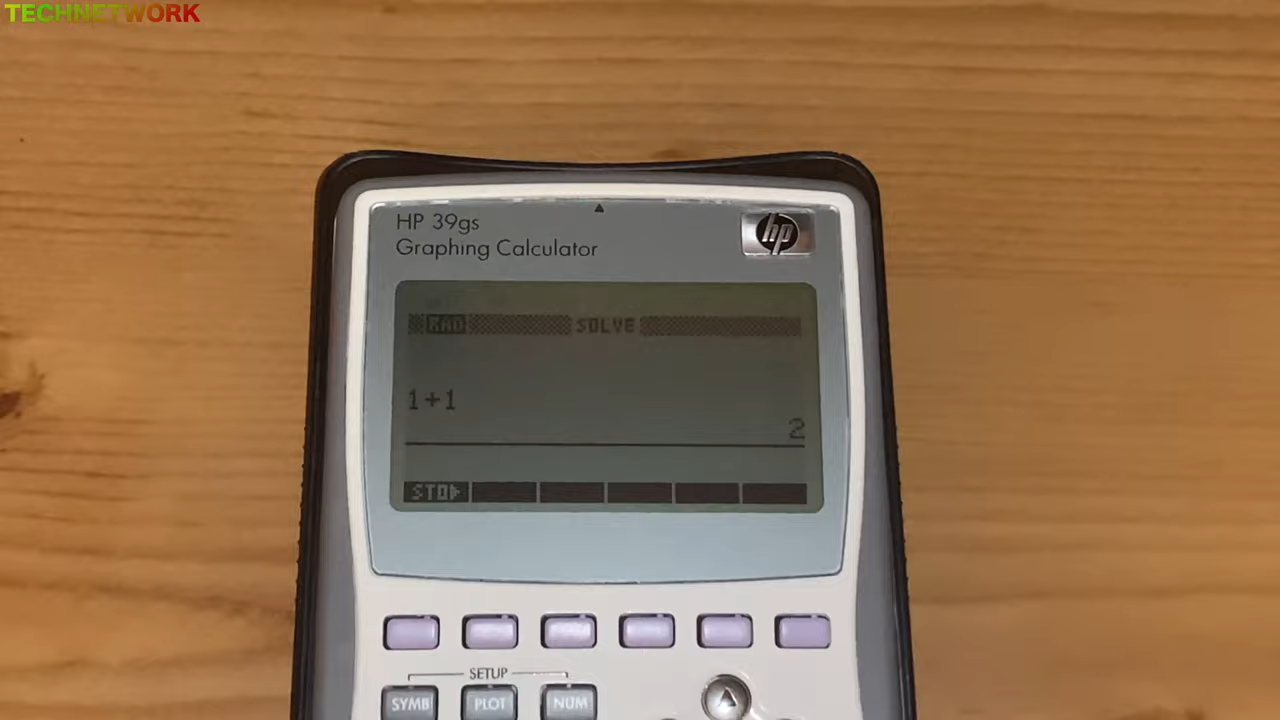 TECHNETWORK
HP 39gs
Graphing Calculator
hp
RAD SOLVE
1+1
2
STO▶
SETUP
SYMB PLOT NUM